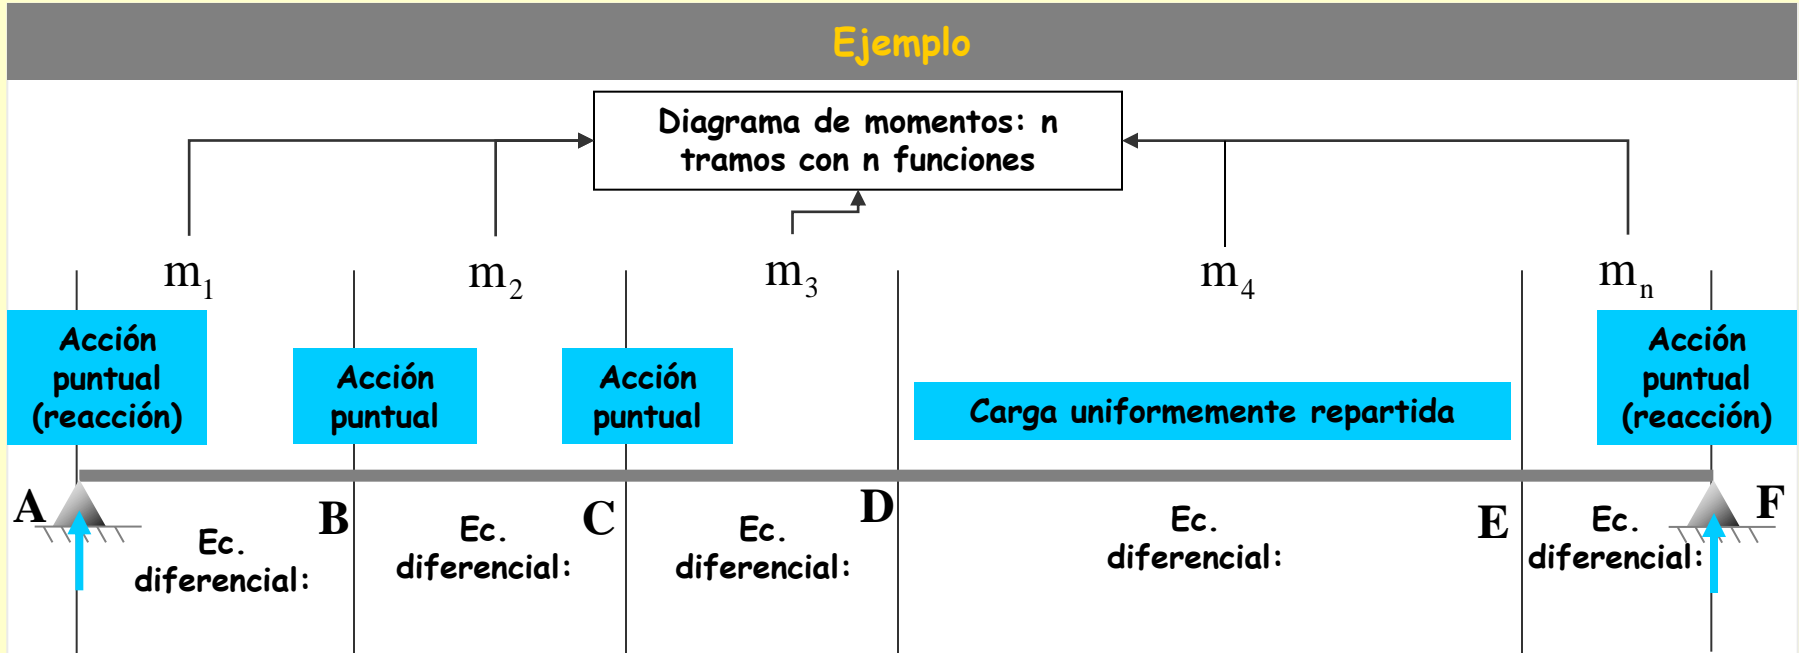 Ejemplo
Diagrama de momentos: n
tramos con n funciones
m1
m2
m3
m4
mn
Acción
puntual
(reacción)
Acción
puntual
Acción
puntual
Carga uniformemente repartida
Acción
puntual
(reacción)
A
B
C
D
E
F
Ec.
diferencial:
Ec.
diferencial:
Ec.
diferencial:
Ec.
diferencial:
Ec.
diferencial: